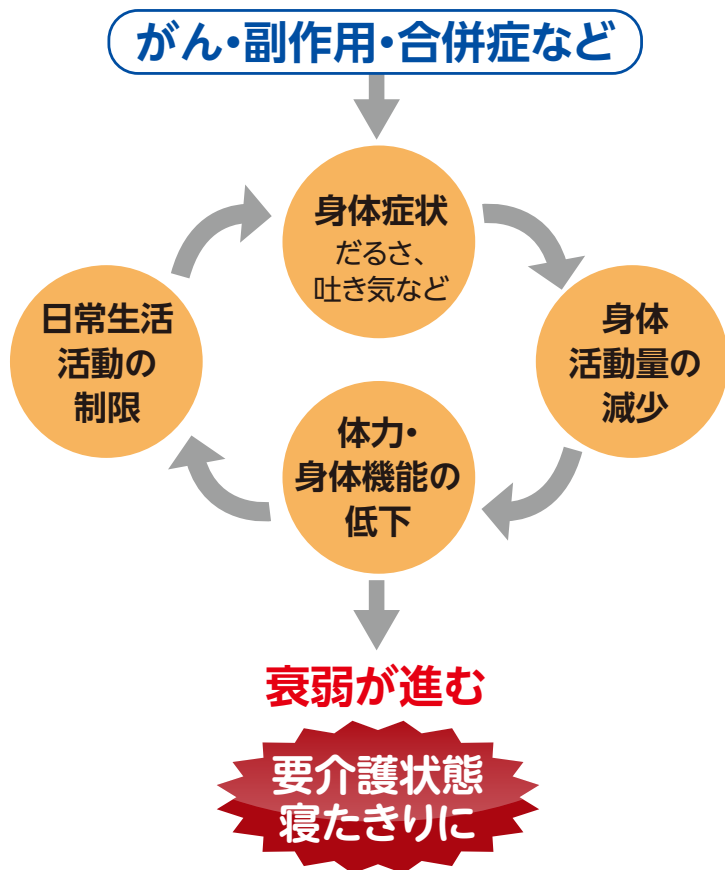 がん・副作用・合併症など
身体症状
だるさ、
吐き気など
身体
活動量の
減少
体力・
身体機能の
低下
日常生活
活動の
制限
衰弱が進む
要介護状態
寝たきりに